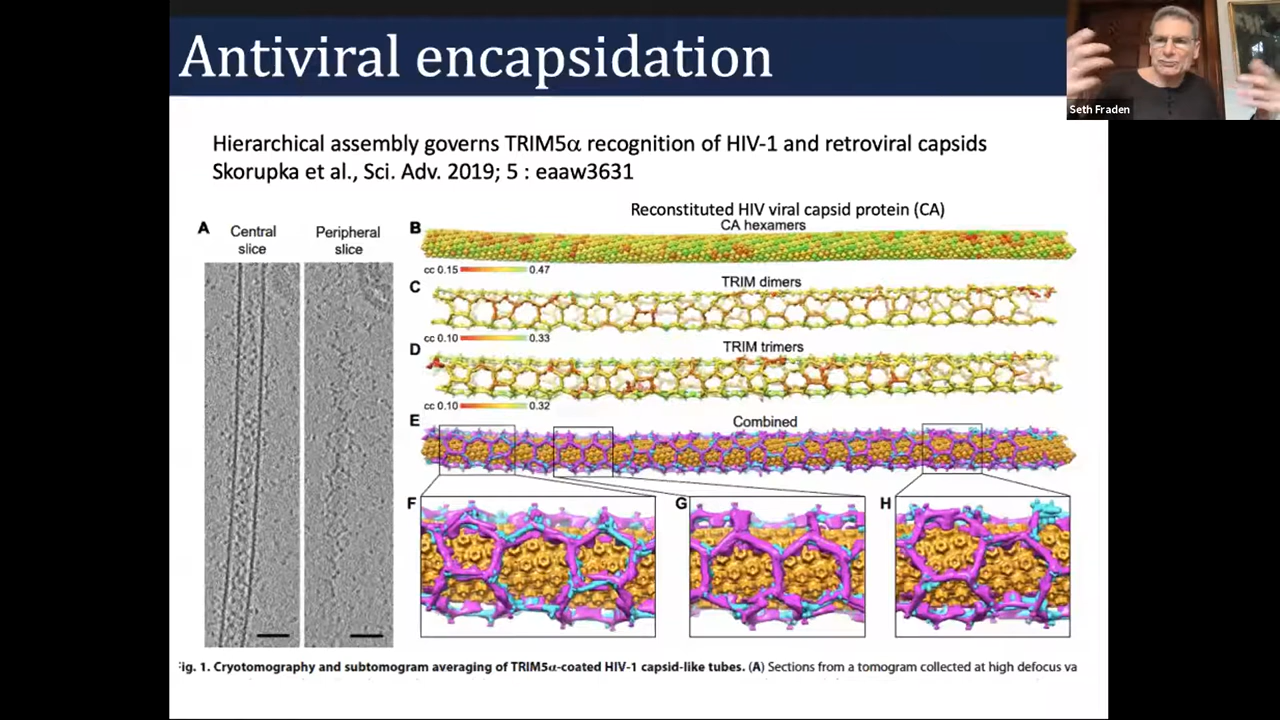 Antiviral encapsidation
Seth Fraden
Hierarchical assembly governs TRIM5α recognition of HIV-1 and retroviral capsids
Skorupka et al., Sci. Adv. 2019; 5 : eaaw3631
Reconstituted HIV viral capsid protein (CA)
A
Central
slice
Peripheral
slice
B
CA hexamers
cc 0.15 0.47
C
TRIM dimers
cc 0.10 0.33
D
TRIM trimers
cc 0.10 0.32
E
Combined
F
G
H
ig. 1. Cryotomography and subtomogram averaging of TRIM5α-coated HIV-1 capsid-like tubes. (A) Sections from a tomogram collected at high defocus va